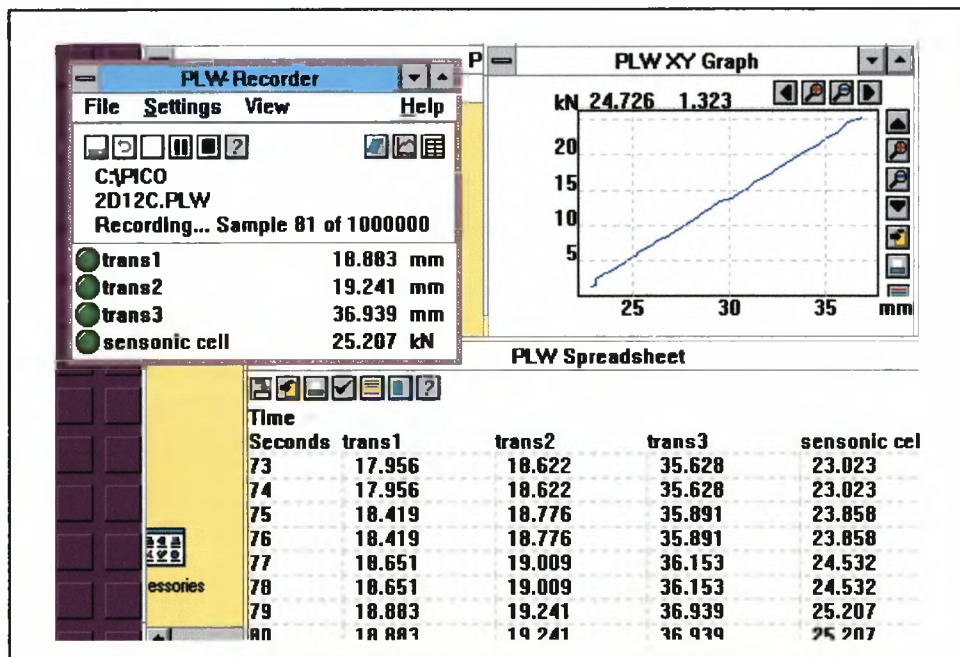 PLW Recorder
File Settings View Help
C:\PICO
2D12C.PLW
Recording... Sample 81 of 1000000
trans1 18.883 mm
trans2 19.241 mm
trans3 36.939 mm
sensonic cell 25.207 kN
P
PLW XY Graph
kN 24.726 1.323
20
15
10
5
25 30 35 mm
PLW Spreadsheet
Time
Seconds trans1 trans2 trans3 sensonic cel
73 17.956 18.622 35.628 23.023
74 17.956 18.622 35.628 23.023
75 18.419 18.776 35.891 23.858
76 18.419 18.776 35.891 23.858
77 18.651 19.009 36.153 24.532
78 18.651 19.009 36.153 24.532
79 18.883 19.241 36.939 25.207
80 18.883 19.241 36.939 25.207
essories